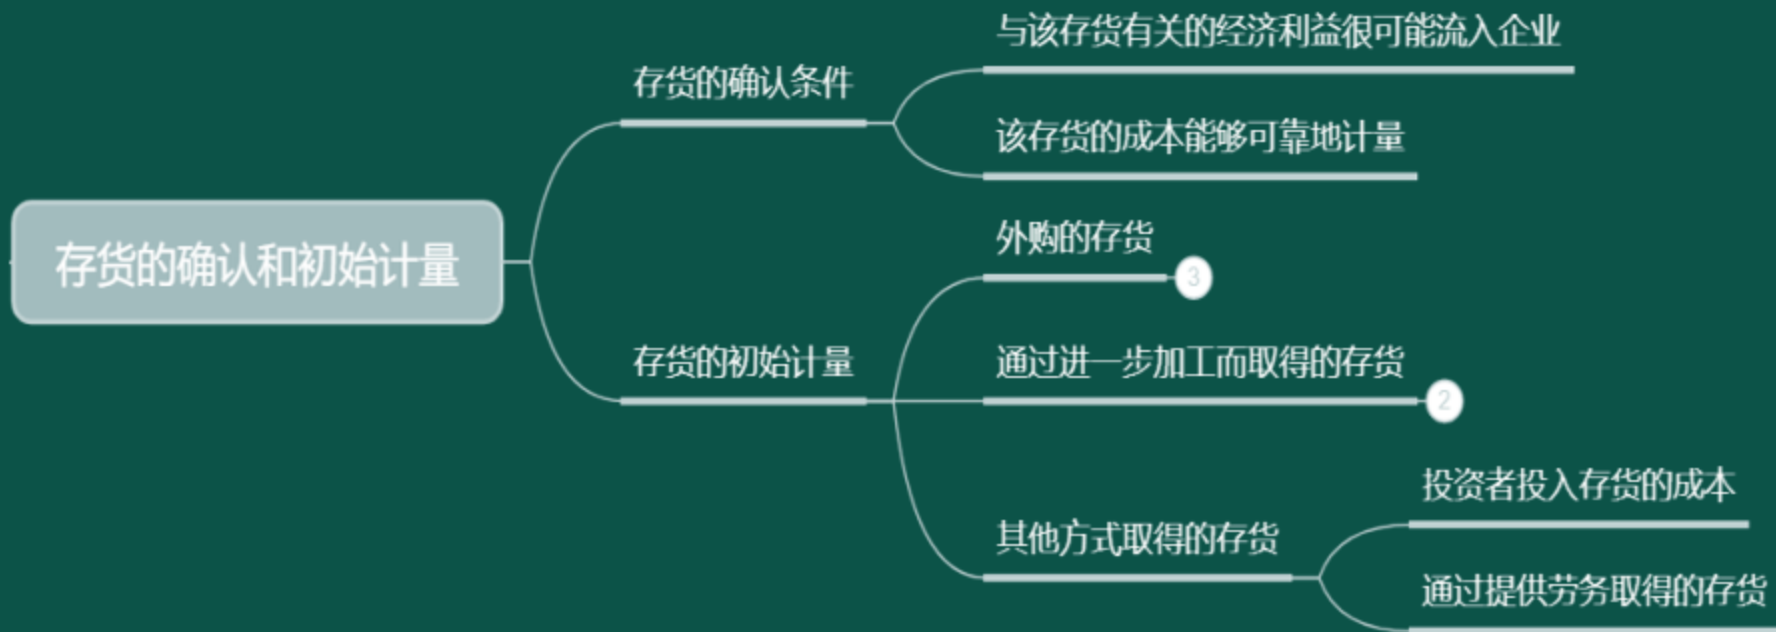 存货的确认和初始计量
存货的确认条件
与该存货有关的经济利益很可能流入企业
该存货的成本能够可靠地计量
存货的初始计量
外购的存货
3
通过进一步加工而取得的存货
2
其他方式取得的存货
投资者投入存货的成本
通过提供劳务取得的存货